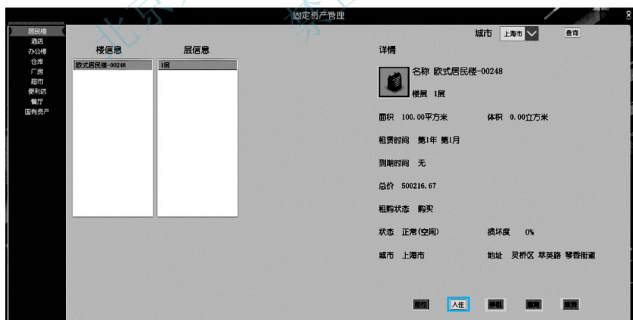 固定资产管理
居民楼
酒店
办公楼
仓库
厂房
超市
便利店
餐厅
国有资产
城市 上海市 查询
楼信息 层信息 详情
欧式居民楼-00248 1层
名称 欧式居民楼-00248
楼层 1层
面积 100.00平方米 体积 0.00立方米
租赁时间 第1年 第1月
到期时间 无
总价 500216.67
租购状态 购买
状态 正常(空闲) 损坏度 0%
城市 上海市 地址 灵桥区 萃英路 琴香街道
入住